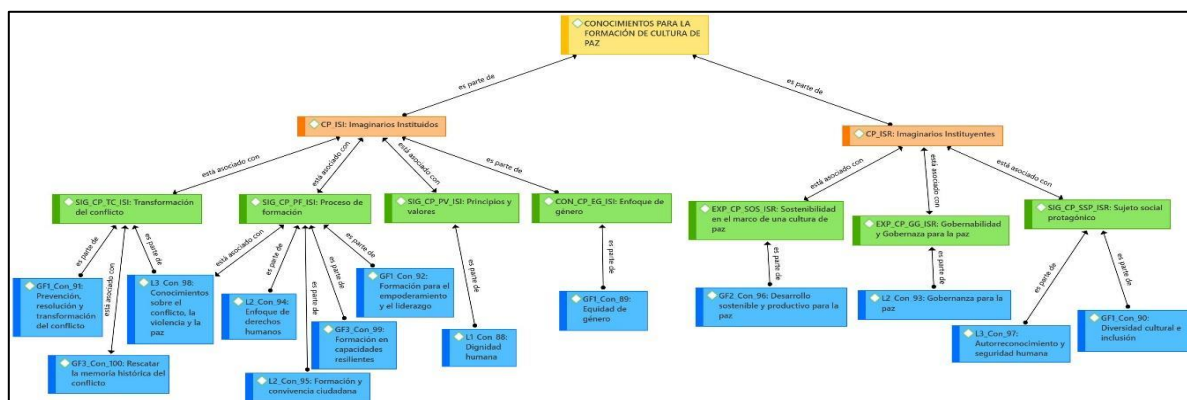 CONOCIMIENTOS PARA LA
FORMACIÓN DE CULTURA DE
PAZ
es parte de
es parte de
CP_ISI: Imaginarios Instituidos
CP_ISR: Imaginarios Instituyentes
está asociado con
está asociado con
está asociado con
es parte de
está asociado con
está asociado con
está asociado con
SIG_CP_TC_ISI: Transformación
del conflicto
SIG_CP_PF_ISI: Proceso de
formación
SIG_CP_PV_ISI: Principios y
valores
CON_CP_EG_ISI: Enfoque de
género
EXP_CP_SOS_ISR: Sostenibilidad
en el marco de una cultura de
paz
EXP_CP_GG_ISR: Gobernabilidad
y Gobernaza para la paz
SIG_CP_SSP_ISR: Sujeto social
protagónico
es parte de
está asociado con
es parte de
está asociado con
es parte de
es parte de
es parte de
es parte de
es parte de
es parte de
es parte de
es parte de
es parte de
es parte de
GF1_Con_91:
Prevención,
resolución y
transformación del
conflicto
L3_Con_98:
Conocimientos
sobre el
conflicto, la
violencia y la
paz
L2_Con_94:
Enfoque de
derechos
humanos
GF1_Con_92:
Formación para el
empoderamiento y
el liderazgo
GF3_Con_99:
Formación en
capacidades
resilientes
L1_Con_88:
Dignidad
humana
GF1_Con_89:
Equidad de
género
GF2_Con_96: Desarrollo
sostenible y productivo para la
paz
L2_Con_93: Gobernanza para la
paz
L3_Con_97:
Autorreconocimiento y
seguridad humana
GF1_Con_90:
Diversidad cultural e
inclusión
GF3_Con_100: Rescatar
la memoria histórica del
conflicto
L2_Con_95: Formación
y convivencia ciudadana